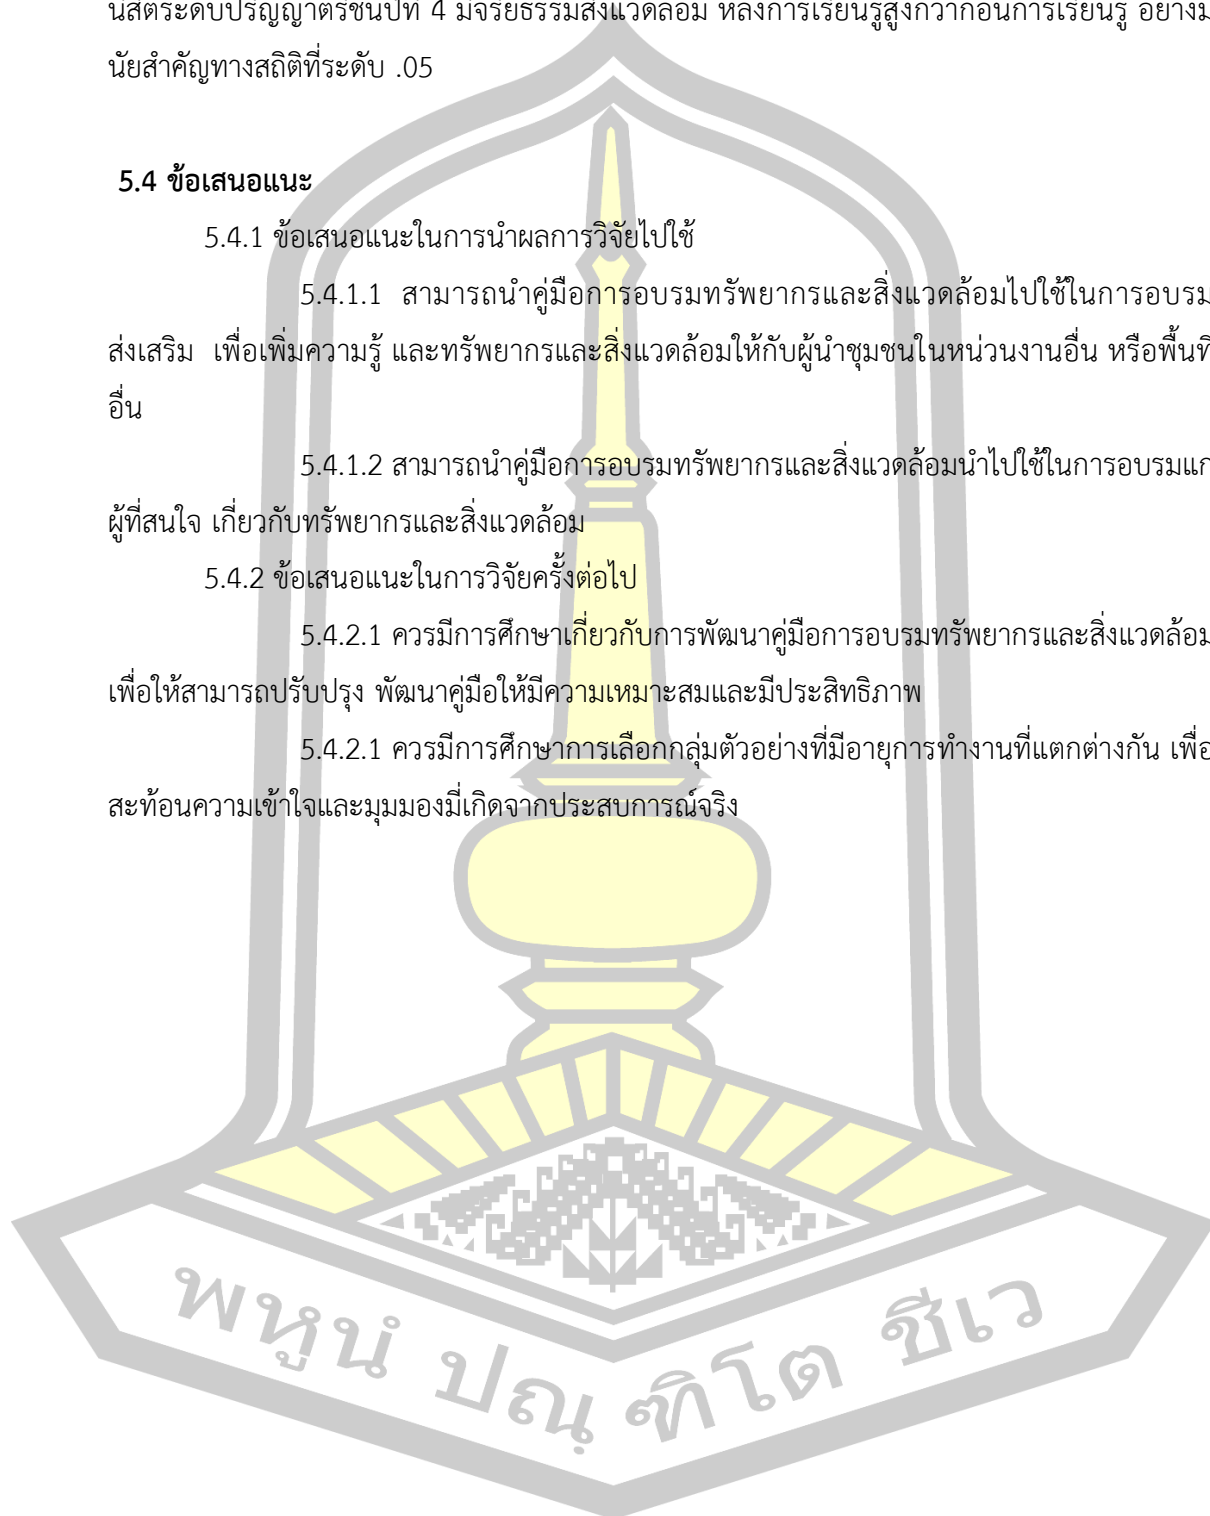 นิสิตระดับปริญญาตรีชั้นปีที่ 4 มีจริยธรรมสิ่งแวดล้อม หลังการเรียนรู้สูงกว่าก่อนการเรียนรู้ อย่างมี
นัยสำคัญทางสถิติที่ระดับ .05
5.4 ข้อเสนอแนะ
5.4.1 ข้อเสนอแนะในการนำผลการวิจัยไปใช้
5.4.1.1 สามารถนำคู่มือการอบรมทรัพยากรและสิ่งแวดล้อมไปใช้ในการอบรม
ส่งเสริม เพื่อเพิ่มความรู้ และทรัพยากรและสิ่งแวดล้อมให้กับผู้นำชุมชนในหน่วนงานอื่น หรือพื้นที่
อื่น
5.4.1.2 สามารถนำคู่มือการอบรมทรัพยากรและสิ่งแวดล้อมนำไปใช้ในการอบรมแก่
ผู้ที่สนใจ เกี่ยวกับทรัพยากรและสิ่งแวดล้อม
5.4.2 ข้อเสนอแนะในการวิจัยครั้งต่อไป
5.4.2.1 ควรมีการศึกษาเกี่ยวกับการพัฒนาคู่มือการอบรมทรัพยากรและสิ่งแวดล้อม
เพื่อให้สามารถปรับปรุง พัฒนาคู่มือให้มีความเหมาะสมและมีประสิทธิภาพ
5.4.2.1 ควรมีการศึกษาการเลือกกลุ่มตัวอย่างที่มีอายุการทำงานที่แตกต่างกัน เพื่อ
สะท้อนความเข้าใจและมุมมองมี่เกิดจากประสบการณ์จริง
พหูนํ ปณฺฑิโต ชีเว